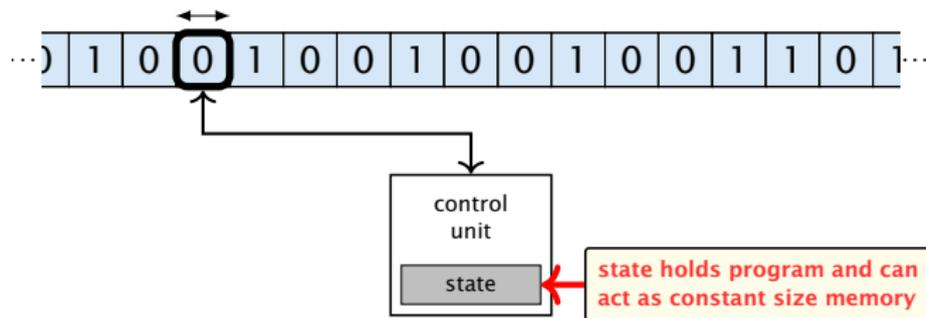 ...0 1 0 0 1 0 0 1 0 0 1 0 0 1 1 0 1...
control
unit
state
state holds program and can
act as constant size memory